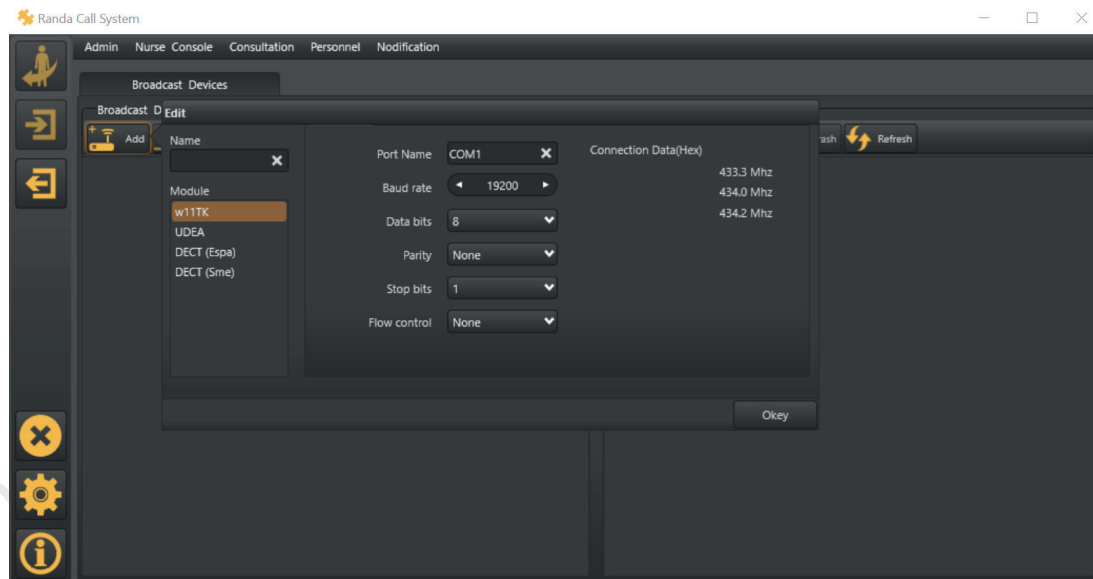 Randa Call System
Admin Nurse Console Consultation Personnel Nodification
Broadcast Devices
Broadcast D
Edit
Add
Refresh
Name
Module
w11TK
UDEA
DECT (Espa)
DECT (Sme)
Port Name COM1
Baud rate 19200
Data bits 8
Parity None
Stop bits 1
Flow control None
Connection Data(Hex)
433.3 Mhz
434.0 Mhz
434.2 Mhz
Okey